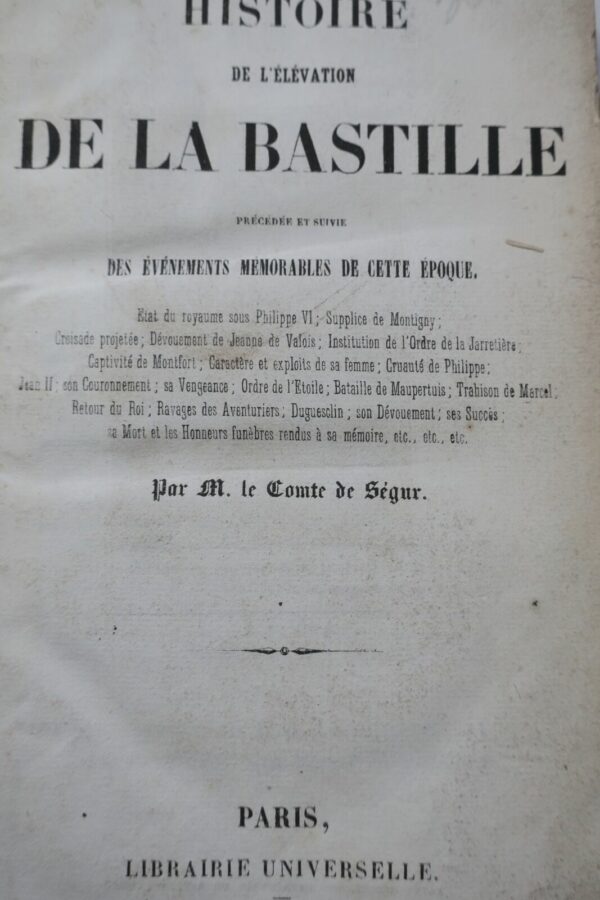 HISTOIRE
DE L'ÉLÉVATION
DE LA BASTILLE
PRÉCÉDÉE ET SUIVIE
DES ÉVÉNEMENTS MÉMORABLES DE CETTE ÉPOQUE.
Etat du royaume sous Philippe VI; Supplice de Montigny;
Croisade projetée; Dévouement de Jeanne de Valois; Institution de l'Ordre de la Jarretière;
Captivité de Montfort; Caractère et exploits de sa femme; Cruauté de Philippe;
Jean II; son Couronnement; sa Vengeance; Ordre de l'Etoile; Bataille de Maupertuis; Trahison de Marcel;
Retour du Roi; Ravages des Aventuriers; Duguesclin; son Dévouement; ses Succès;
sa Mort et les Honneurs funèbres rendus à sa mémoire, etc., etc., etc.
Par M. le Comte de Ségur.
PARIS,
LIBRAIRIE UNIVERSELLE.